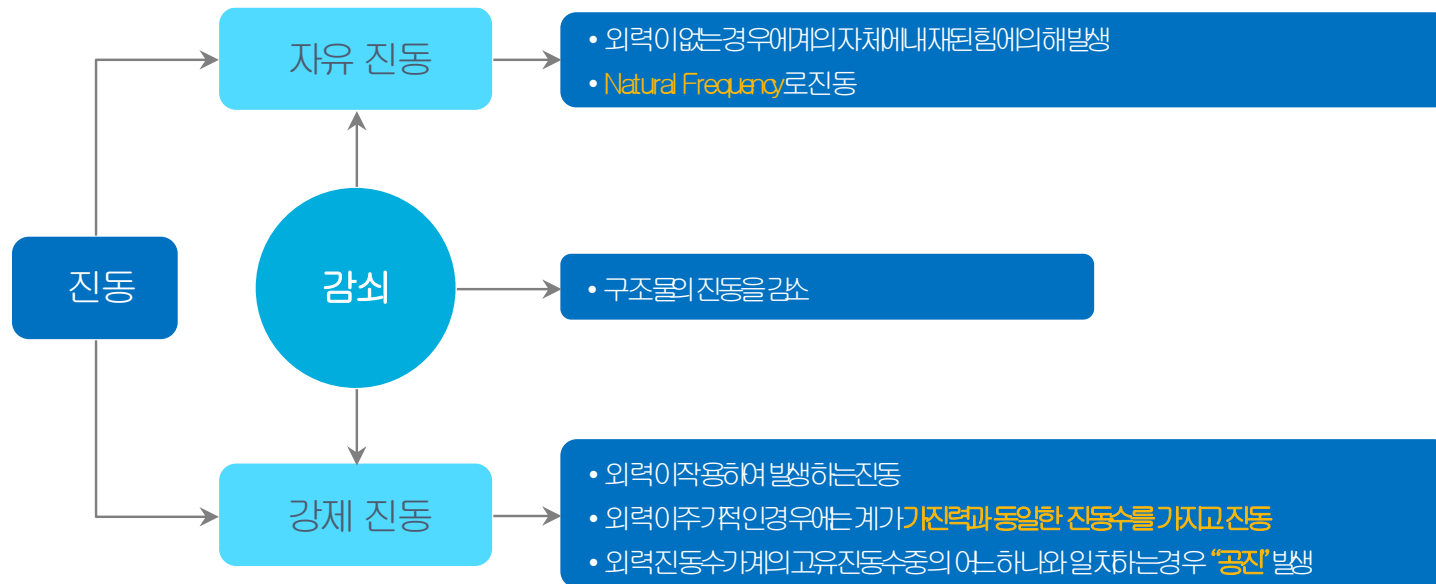 자유 진동
• 외력이 없는 경우에 계의 자체에 내재된 힘에 의해 발생
• Natural Frequency로 진동
진동
감쇠
• 구조물의 진동을 감소
강제 진동
• 외력이 작용하여 발생하는 진동
• 외력이 주기적인 경우에는 계가 가진력과 동일한 진동수를 가지고 진동
• 외력 진동수가 계의 고유 진동수 중의 어느 하나와 일치하는 경우 “공진” 발생